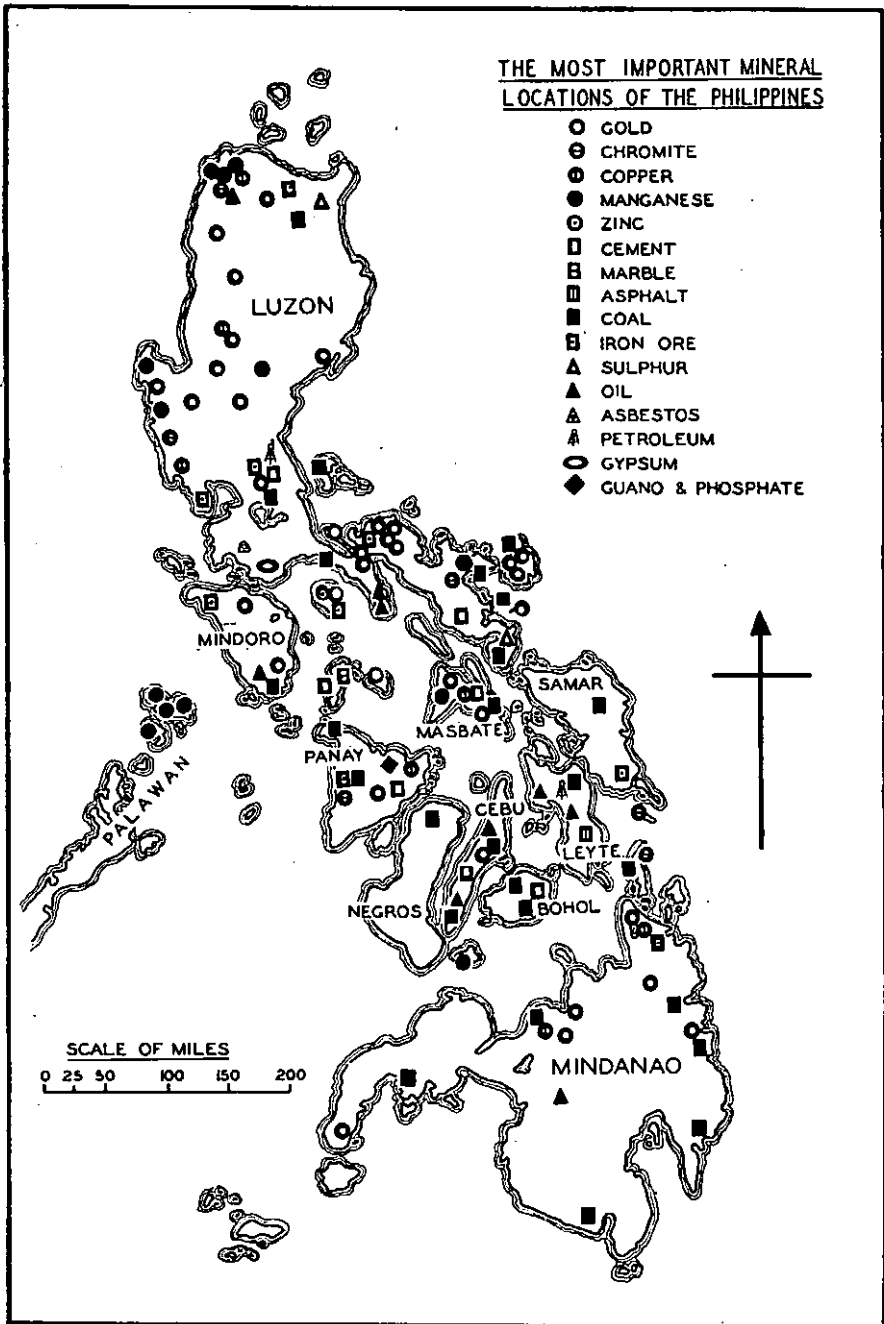 THE MOST IMPORTANT MINERAL
LOCATIONS OF THE PHILIPPINES
GOLD
CHROMITE
COPPER
MANGANESE
ZINC
CEMENT
MARBLE
ASPHALT
COAL
IRON ORE
SULPHUR
OIL
ASBESTOS
PETROLEUM
GYPSUM
GUANO & PHOSPHATE
LUZON
MINDORO
SAMAR
MASBATE
PANAY
PALAWAN
CEBU
LEYTE
NEGROS
BOHOL
MINDANAO
SCALE OF MILES
0 25 50 100 150 200